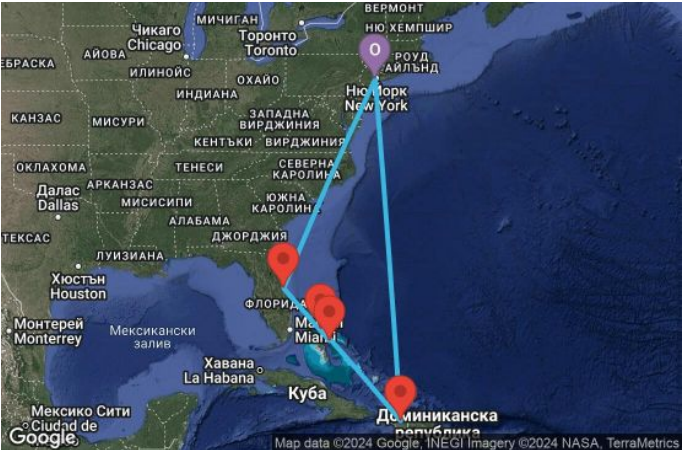 ВЕРМОНТ
МИЧИГАН
НЮ ХЕМПШИР
Чикаго
Chicago
Торонто
Toronto
O
РОУД
АЙЛЪНД
АЙОВА
ЕБРАСКА
ИЛИНОЙС
ОХАЙО
ИНДИАНА
Ню Йорк
New York
КАНЗАС
МИСУРИ
ЗАПАДНА
ВИРДЖИНИЯ
КЕНТЪКИ
ВИРДЖИНИЯ
ОКЛАХОМА
ТЕНЕСИ
СЕВЕРНА
КАРОЛИНА
АРКАНЗАС
Далас
Dallas
МИСИСИПИ
ЮЖНА
КАРОЛИНА
АЛАБАМА
ТЕКСАС
ДЖОРДЖИЯ
ЛУИЗИАНА
Хюстън
Houston
ФЛОРИДА
Монтерей
Monterrey
Мексикански
залив
Miami
Хавана
La Habana
Куба
Мексико Сити
Ciudad de
Доминиканска
република
Google
Map data ©2024 Google, INEGI Imagery ©2024 NASA, TerraMetrics